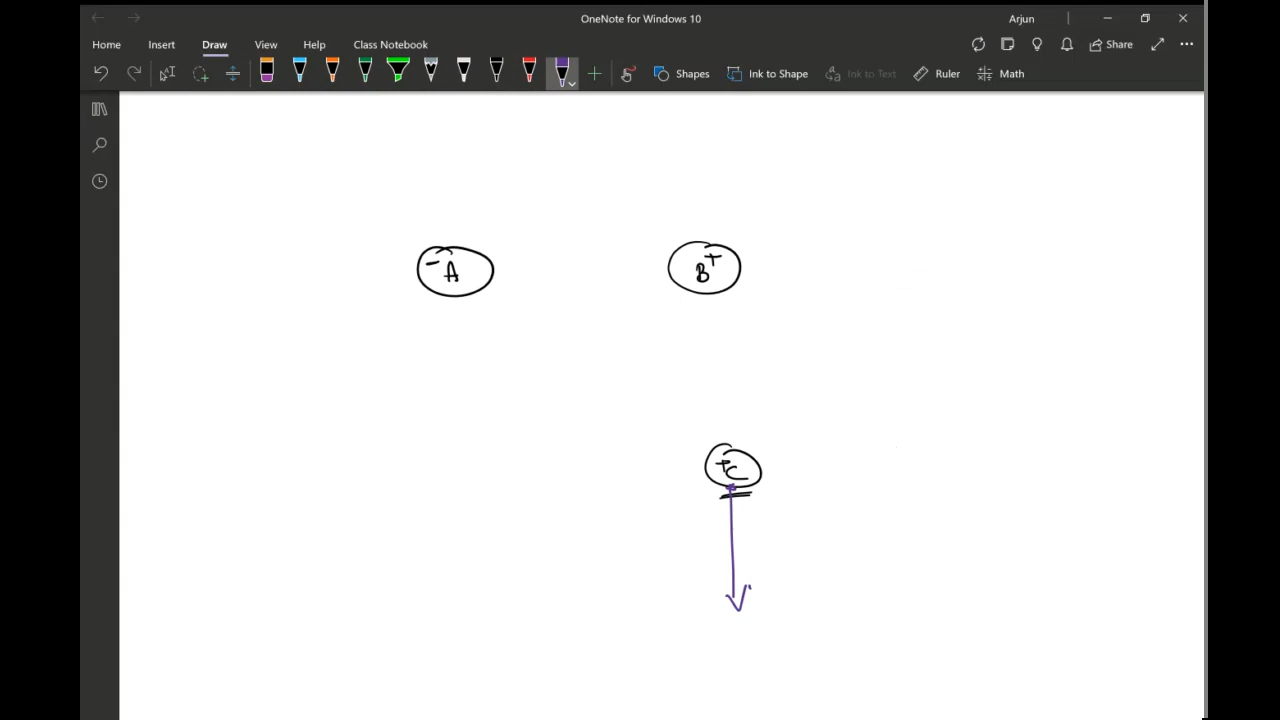 OneNote for Windows 10
Arjun
Home Insert Draw View Help Class Notebook
Share
Shapes Ink to Shape Ink to Text Ruler Math
- A
B +
+ C